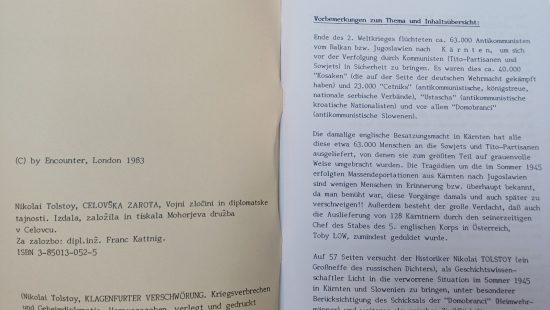 (C) by Encounter, London 1983
Nikolai Tolstoy, CELOVŠKA ZAROTA, Vojni zločini in diplomatske
tajnosti. Izdala, založila in tiskala Mohorjeva družba
v Celovcu.
Za založbo: dipl.inž. Franc Kattnig.
ISBN 3-85013-052-5
(Nikolai Tolstoy, KLAGENFURTER VERSCHWÖRUNG. Kriegsverbrechen
und Geheimdiplomatie. Herausgegeben, verlegt und gedruckt
Vorbemerkungen zum Thema und Inhaltsübersicht:
Ende des 2. Weltkrieges flüchteten ca. 63.000 Antikommunisten
vom Balkan bzw. Jugoslawien nach K ä r n t e n, um sich
vor der Verfolgung durch Kommunisten (Tito-Partisanen und
Sowjets) in Sicherheit zu bringen. Es waren dies ca. 40.000
"Kosaken" (die auf der Seite der deutschen Wehrmacht gekämpft
haben) und 23.000 "Cetniks" (antikommunistische, königstreue,
nationale serbische Verbände), "Ustascha" (antikommunistische
kroatische Nationalisten) und vor allem "Domobranci"
(antikommunistische Slowenen).
Die damalige englische Besatzungsmacht in Kärnten hat alle
diese etwa 63.000 Menschen an die Sowjets und Tito-Partisanen
ausgeliefert, von denen sie zum größten Teil auf grauenvolle
Weise umgebracht wurden. Die Tragödien um die im Sommer 1945
erfolgten Massendeportationen aus Kärnten nach Jugoslawien
sind wenigen Menschen in Erinnerung bzw. überhaupt bekannt,
da man bemüht war, diese Vorgänge damals und auch später zu
verschweigen!! Außerdem besteht der große Verdacht, daß auch
die Auslieferung von 128 Kärntnern durch den seinerzeitigen
Chef des Stabes des 5. englischen Korps in Österreich,
Toby LOW, zumindest geduldet wurde.
Auf 57 Seiten versucht der Historiker Nikolai TOLSTOY (ein
Großneffe des russischen Dichters), als Geschichtswissen-
schaftler Licht in die verworrene Situation im Sommer 1945
in Kärnten und Slowenien zu bringen, unter besonderer
Berücksichtigung des Schicksals der "Domobranci" (Heimwehr-